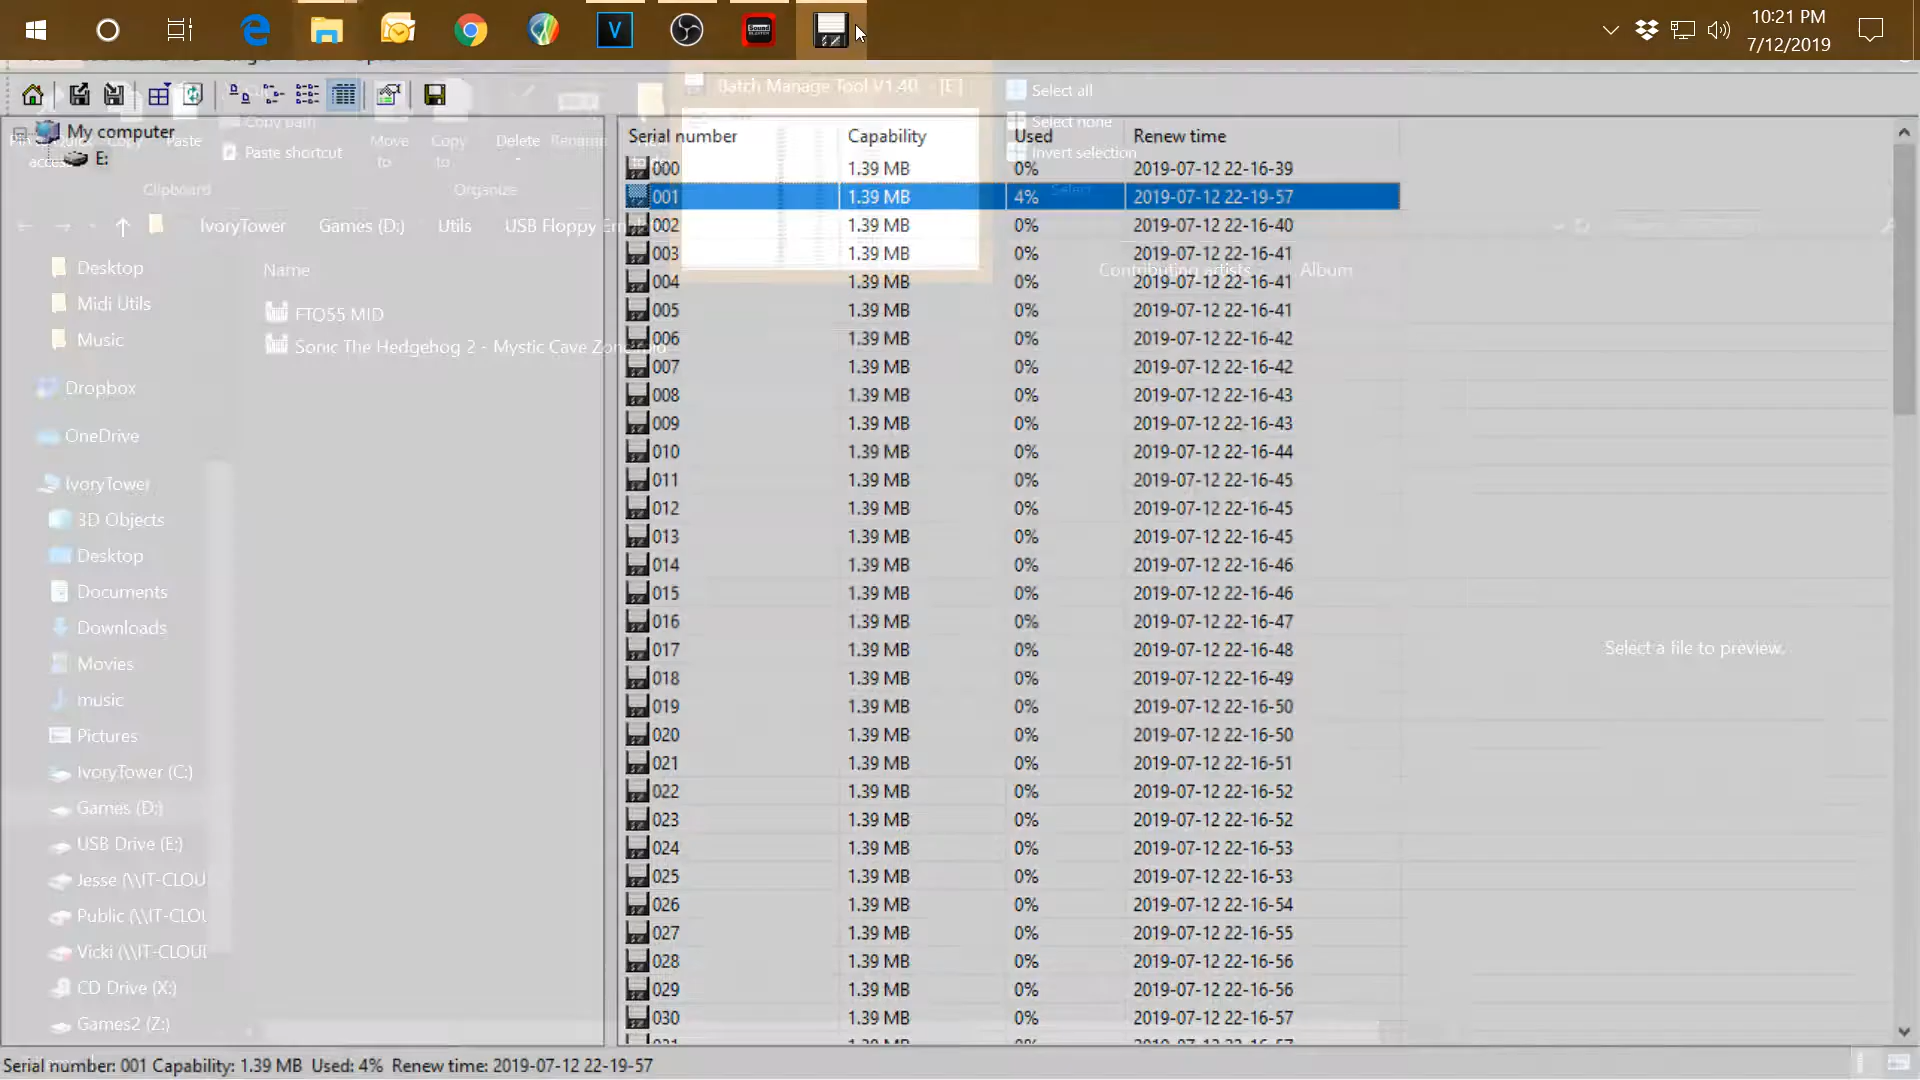 10:21 PM
7/12/2019
Batch Manage Tool V1.40 - [E]
Select all
Select none
Invert selection
Select
Copy path
Paste shortcut
Copy
Paste
Move to
Copy to
Delete
Rename
Clipboard
Organize
My computer
E:
IvoryTower
Games (D:)
Utils
USB Floppy Em
Name
Contributing artists
Album
FTO55 MID
Sonic The Hedgehog 2 - Mystic Cave Zone
Desktop
Midi Utils
Music
Dropbox
OneDrive
IvoryTower
3D Objects
Desktop
Documents
Downloads
Movies
music
Pictures
IvoryTower (C:)
Games (D:)
USB Drive (E:)
Jesse (\\IT-CLOU
Public (\\IT-CLOU
Vicki (\\IT-CLOUD
CD Drive (X:)
Games2 (Z:)
Select a file to preview.
Serial number Capability Used Renew time
000 1.39 MB 0% 2019-07-12 22-16-39
001 1.39 MB 4% 2019-07-12 22-19-57
002 1.39 MB 0% 2019-07-12 22-16-40
003 1.39 MB 0% 2019-07-12 22-16-41
004 1.39 MB 0% 2019-07-12 22-16-41
005 1.39 MB 0% 2019-07-12 22-16-41
006 1.39 MB 0% 2019-07-12 22-16-42
007 1.39 MB 0% 2019-07-12 22-16-42
008 1.39 MB 0% 2019-07-12 22-16-43
009 1.39 MB 0% 2019-07-12 22-16-43
010 1.39 MB 0% 2019-07-12 22-16-44
011 1.39 MB 0% 2019-07-12 22-16-45
012 1.39 MB 0% 2019-07-12 22-16-45
013 1.39 MB 0% 2019-07-12 22-16-45
014 1.39 MB 0% 2019-07-12 22-16-46
015 1.39 MB 0% 2019-07-12 22-16-46
016 1.39 MB 0% 2019-07-12 22-16-47
017 1.39 MB 0% 2019-07-12 22-16-48
018 1.39 MB 0% 2019-07-12 22-16-49
019 1.39 MB 0% 2019-07-12 22-16-50
020 1.39 MB 0% 2019-07-12 22-16-50
021 1.39 MB 0% 2019-07-12 22-16-51
022 1.39 MB 0% 2019-07-12 22-16-52
023 1.39 MB 0% 2019-07-12 22-16-52
024 1.39 MB 0% 2019-07-12 22-16-53
025 1.39 MB 0% 2019-07-12 22-16-53
026 1.39 MB 0% 2019-07-12 22-16-54
027 1.39 MB 0% 2019-07-12 22-16-55
028 1.39 MB 0% 2019-07-12 22-16-56
029 1.39 MB 0% 2019-07-12 22-16-56
030 1.39 MB 0% 2019-07-12 22-16-57
Serial number: 001 Capability: 1.39 MB Used: 4% Renew time: 2019-07-12 22-19-57